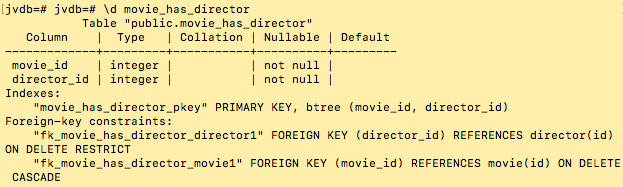 [jvdb=# jvdb=# \d movie_has_director ]
Table "public.movie_has_director"
Column | Type | Collation | Nullable | Default
-------------+---------+-----------+----------+---------
movie_id | integer | | not null |
director_id | integer | | not null |
Indexes:
"movie_has_director_pkey" PRIMARY KEY, btree (movie_id, director_id)
Foreign-key constraints:
"fk_movie_has_director_director1" FOREIGN KEY (director_id) REFERENCES director(id)
ON DELETE RESTRICT
"fk_movie_has_director_movie1" FOREIGN KEY (movie_id) REFERENCES movie(id) ON DELETE
CASCADE